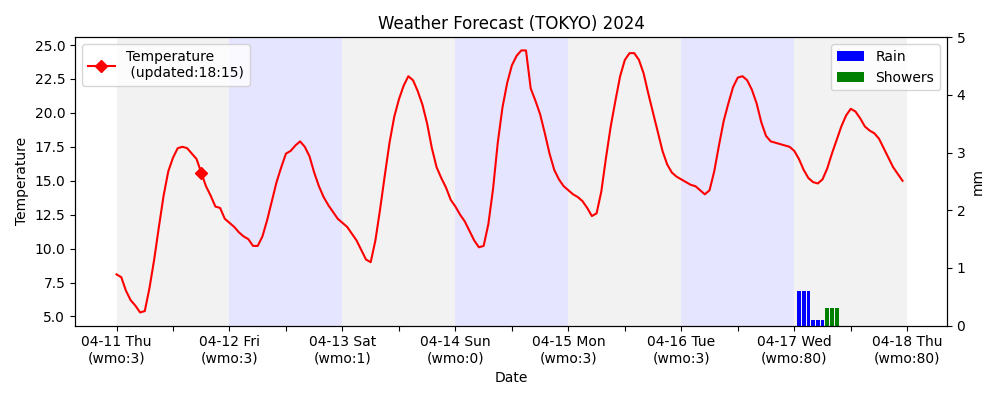 Weather Forecast (TOKYO) 2024
Temperature
(updated:18:15)
Rain
Showers
25.0
22.5
20.0
17.5
15.0
12.5
10.0
7.5
5.0
Temperature
5
4
3
2
1
0
mm
04-11 Thu
(wmo:3)
04-12 Fri
(wmo:3)
04-13 Sat
(wmo:1)
04-14 Sun
(wmo:0)
04-15 Mon
(wmo:3)
04-16 Tue
(wmo:3)
04-17 Wed
(wmo:80)
04-18 Thu
(wmo:80)
Date